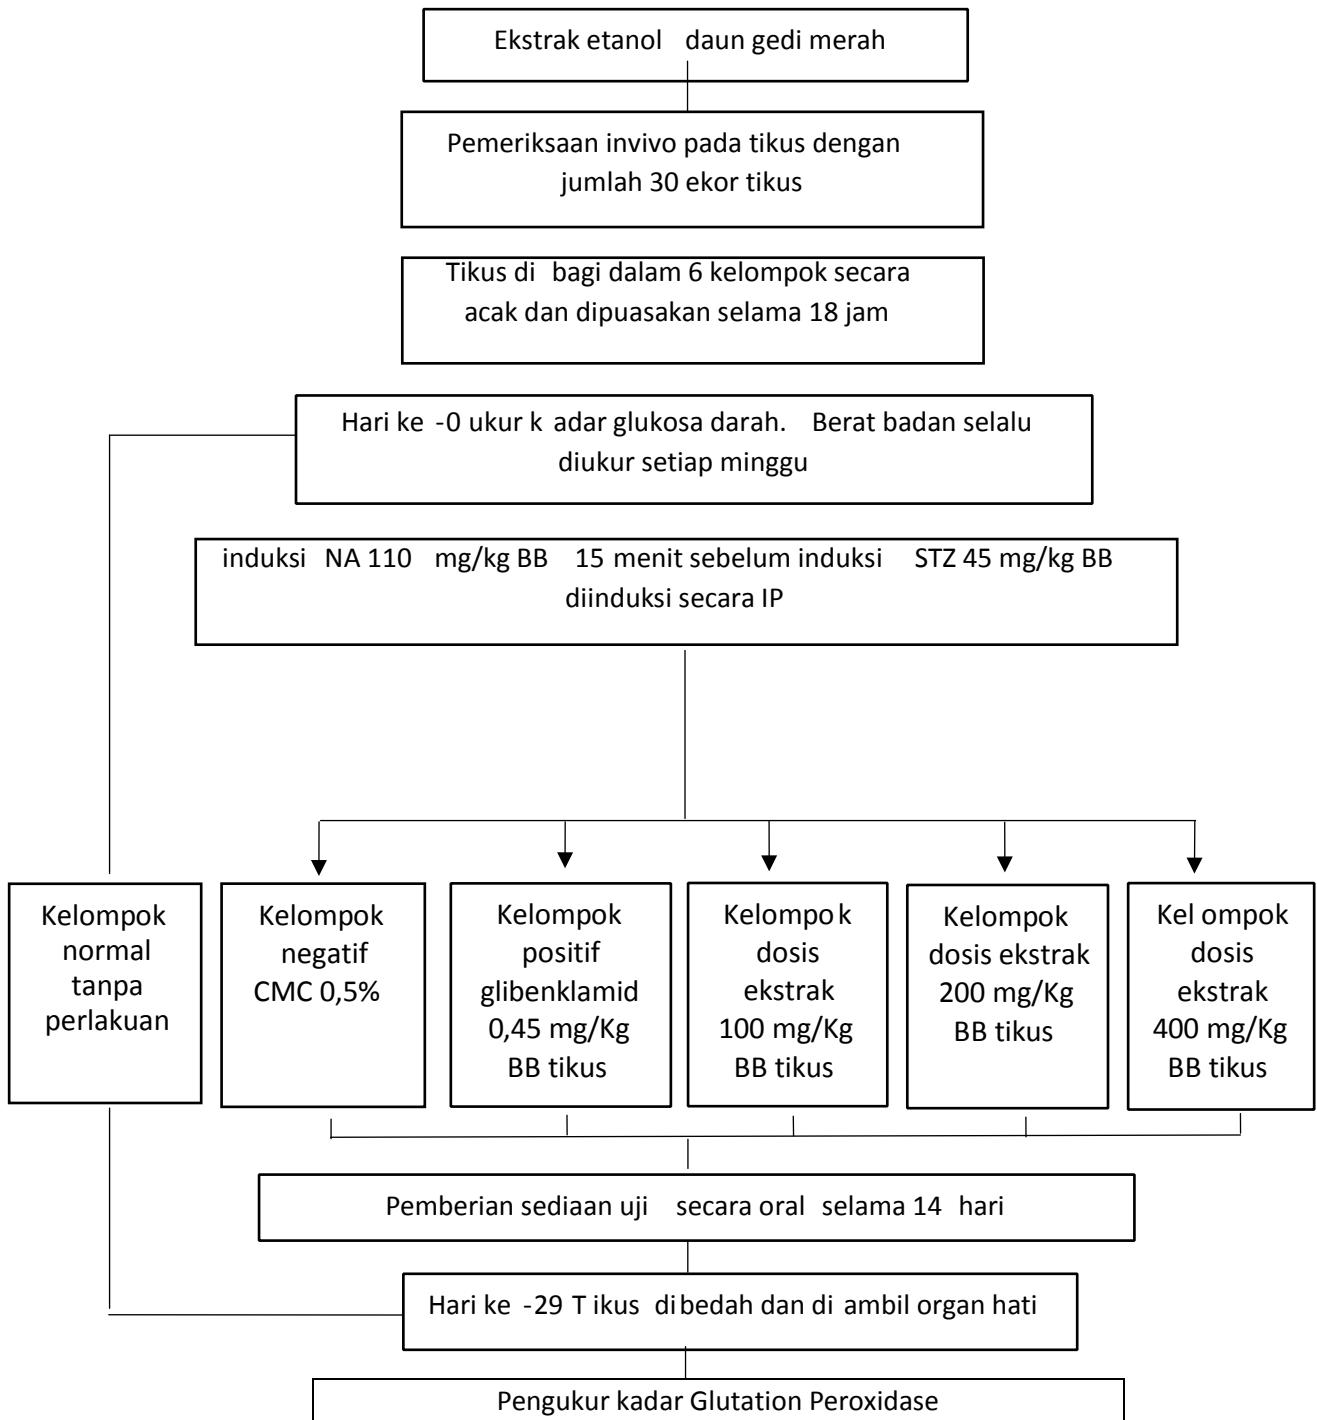 Ekstrak etanol daun gedi merah
Pemeriksaan invivo pada tikus dengan
jumlah 30 ekor tikus
Tikus di bagi dalam 6 kelompok secara
acak dan dipuasakan selama 18 jam
Hari ke -0 ukur k adar glukosa darah. Berat badan selalu
diukur setiap minggu
induksi NA 110 mg/kg BB 15 menit sebelum induksi STZ 45 mg/kg BB
diinduksi secara IP
Kelompok
normal
tanpa
perlakuan
Kelompok
negatif
CMC 0,5%
Kelompok
positif
glibenklamid
0,45 mg/Kg
BB tikus
Kelompo k
dosis
ekstrak
100 mg/Kg
BB tikus
Kelompok
dosis ekstrak
200 mg/Kg
BB tikus
Kel ompok
dosis
ekstrak
400 mg/Kg
BB tikus
Pemberian sediaan uji secara oral selama 14 hari
Hari ke -29 T ikus dibedah dan di ambil organ hati
Pengukur kadar Glutation Peroxidase